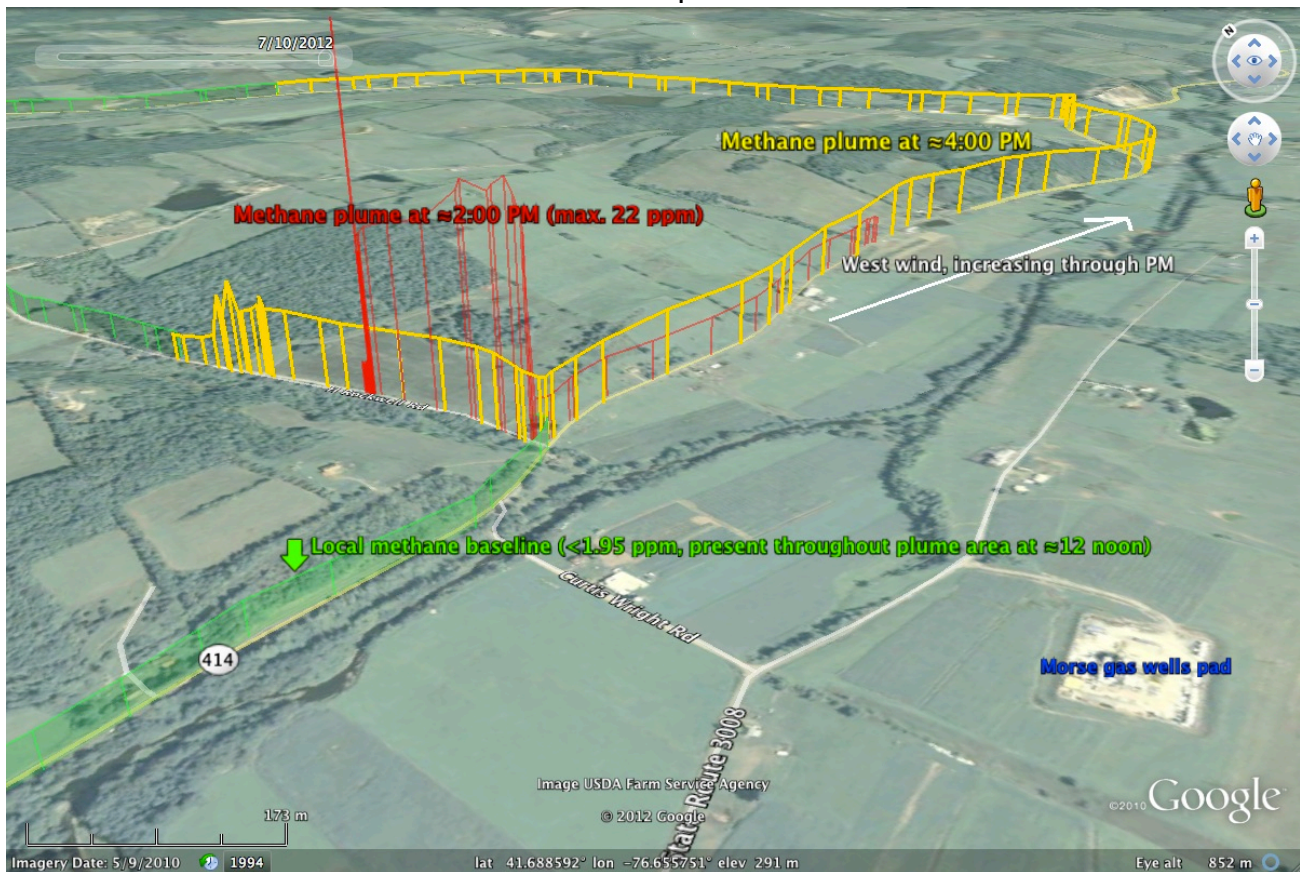 7/10/2012
N
Methane plume at ≈4:00 PM
Methane plume at ≈2:00 PM (max. 22 ppm)
West wind, increasing through PM
Rockwell Rd
Local methane baseline (<1.95 ppm, present throughout plume area at ≈12 noon)
Curtis Wright Rd
414
Morse gas wells pad
State Route 3008
Image USDA Farm Service Agency
© 2012 Google
©2010 Google
173 m
Imagery Date: 5/9/2010 1994 lat 41.688592° lon -76.655751° elev 291 m Eye alt 852 m